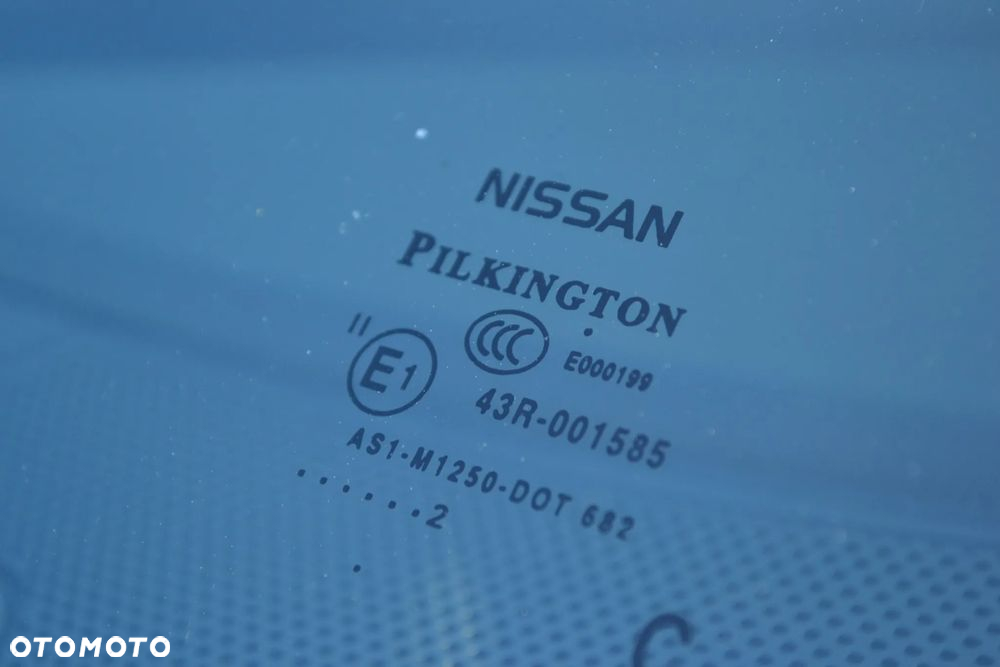 NISSAN
PILKINGTON
II
E1
CCC
E000199
43R-001585
AS1-M1250-DOT 682
......2
.
C
OTOMOTO